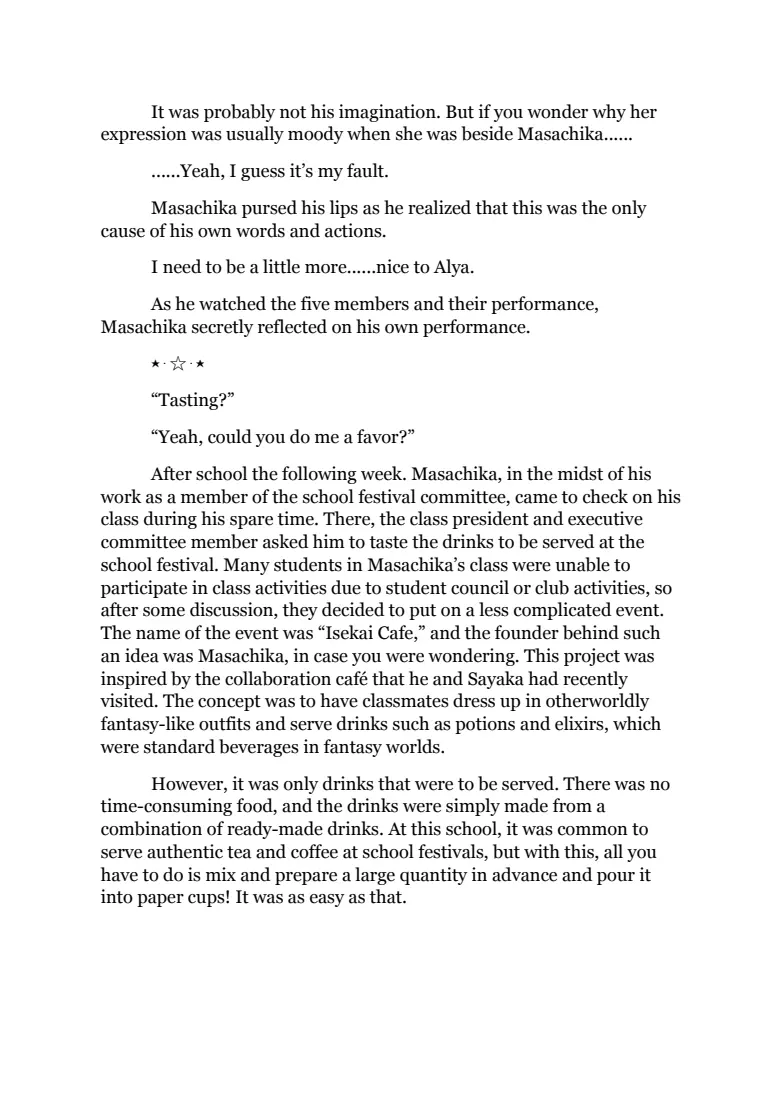 It was probably not his imagination. But if you wonder why her
expression was usually moody when she was beside Masachika......
......Yeah, I guess it’s my fault.
Masachika pursed his lips as he realized that this was the only
cause of his own words and actions.
I need to be a little more......nice to Alya.
As he watched the five members and their performance,
Masachika secretly reflected on his own performance.
★·☆·★
“Tasting?”
“Yeah, could you do me a favor?”
After school the following week. Masachika, in the midst of his
work as a member of the school festival committee, came to check on his
class during his spare time. There, the class president and executive
committee member asked him to taste the drinks to be served at the
school festival. Many students in Masachika’s class were unable to
participate in class activities due to student council or club activities, so
after some discussion, they decided to put on a less complicated event.
The name of the event was “Isekai Cafe,” and the founder behind such
an idea was Masachika, in case you were wondering. This project was
inspired by the collaboration café that he and Sayaka had recently
visited. The concept was to have classmates dress up in otherworldly
fantasy-like outfits and serve drinks such as potions and elixirs, which
were standard beverages in fantasy worlds.
However, it was only drinks that were to be served. There was no
time-consuming food, and the drinks were simply made from a
combination of ready-made drinks. At this school, it was common to
serve authentic tea and coffee at school festivals, but with this, all you
have to do is mix and prepare a large quantity in advance and pour it
into paper cups! It was as easy as that.